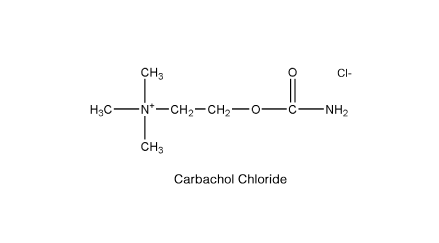 CH₃
O
Cl-
H₃C—N⁺—CH₂—CH₂—O—C—NH₂
CH₃
Carbachol Chloride